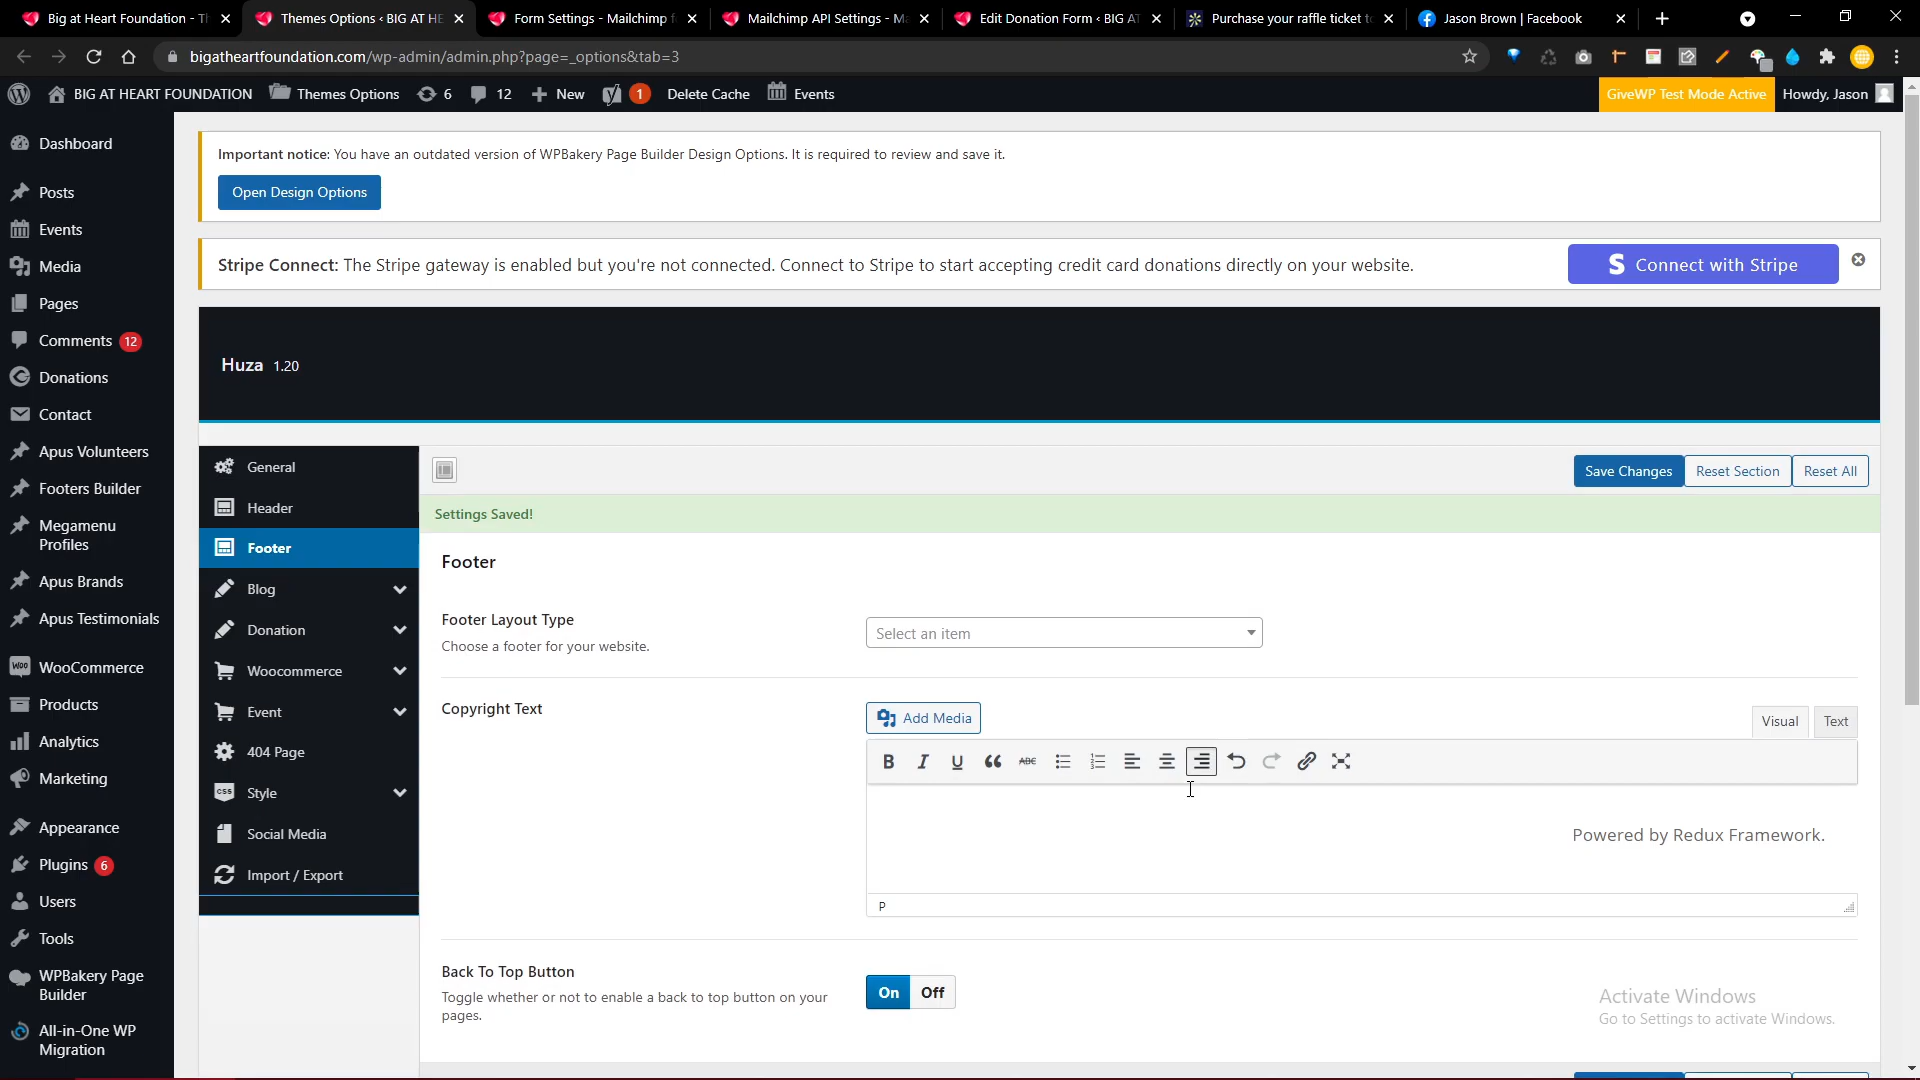 Big at Heart Foundation - Th
Themes Options ‹ BIG AT HE
Form Settings - Mailchimp f
Mailchimp API Settings - Ma
Edit Donation Form ‹ BIG AT
Purchase your raffle ticket to
Jason Brown | Facebook
bigatheartfoundation.com/wp-admin/admin.php?page=_options&tab=3
BIG AT HEART FOUNDATION
Themes Options
6
12
New
1
Delete Cache
Events
GiveWP Test Mode Active
Howdy, Jason
Dashboard
Posts
Events
Media
Pages
Comments 12
Donations
Contact
Apus Volunteers
Footers Builder
Megamenu
Profiles
Apus Brands
Apus Testimonials
WooCommerce
Products
Analytics
Marketing
Appearance
Plugins 6
Users
Tools
WPBakery Page
Builder
All-in-One WP
Migration
Important notice: You have an outdated version of WPBakery Page Builder Design Options. It is required to review and save it.
Open Design Options
Stripe Connect: The Stripe gateway is enabled but you're not connected. Connect to Stripe to start accepting credit card donations directly on your website.
S Connect with Stripe
Huza 1.20
General
Header
Footer
Blog
Donation
Woocommerce
Event
404 Page
CSS Style
Social Media
Import / Export
Save Changes
Reset Section
Reset All
Settings Saved!
Footer
Footer Layout Type
Choose a footer for your website.
Select an item
Copyright Text
Add Media
Visual
Text
B I U ABC
Powered by Redux Framework.
P
Back To Top Button
Toggle whether or not to enable a back to top button on your
pages.
On
Off
Activate Windows
Go to Settings to activate Windows.